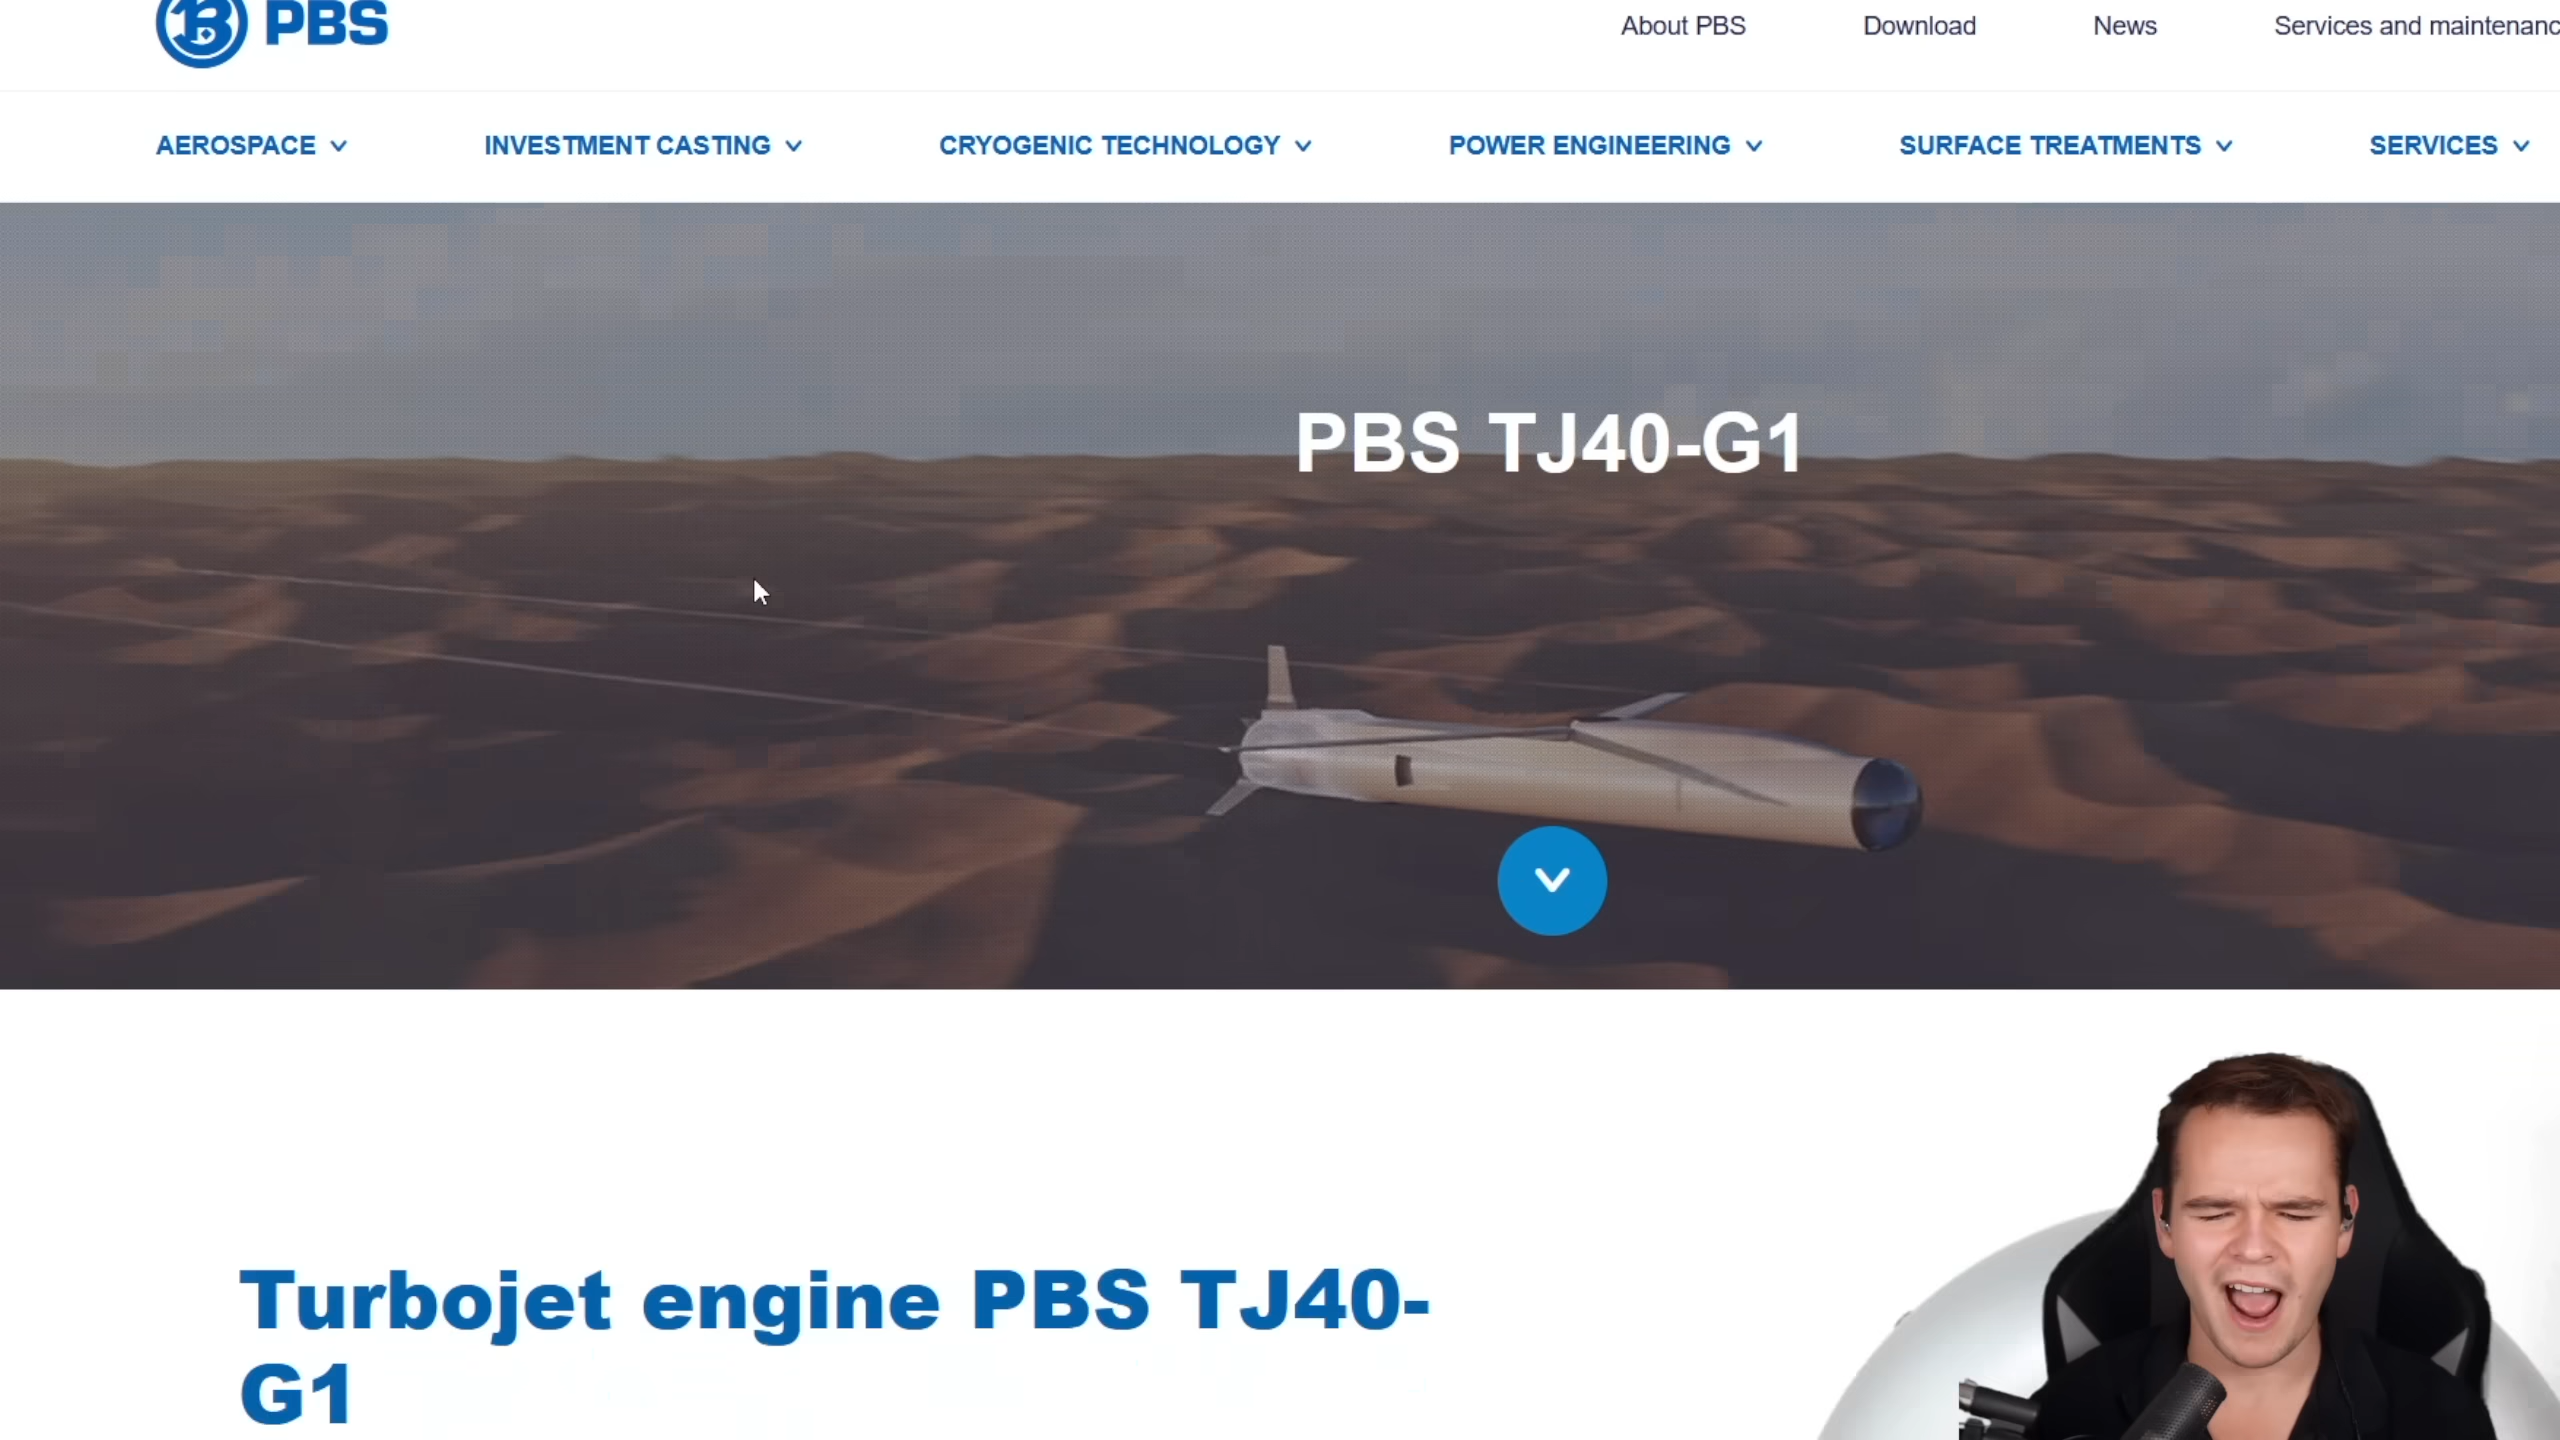 PBS
About PBS Download News Services and maintenanc
AEROSPACE INVESTMENT CASTING CRYOGENIC TECHNOLOGY POWER ENGINEERING SURFACE TREATMENTS SERVICES
PBS TJ40-G1
Turbojet engine PBS TJ40-
G1